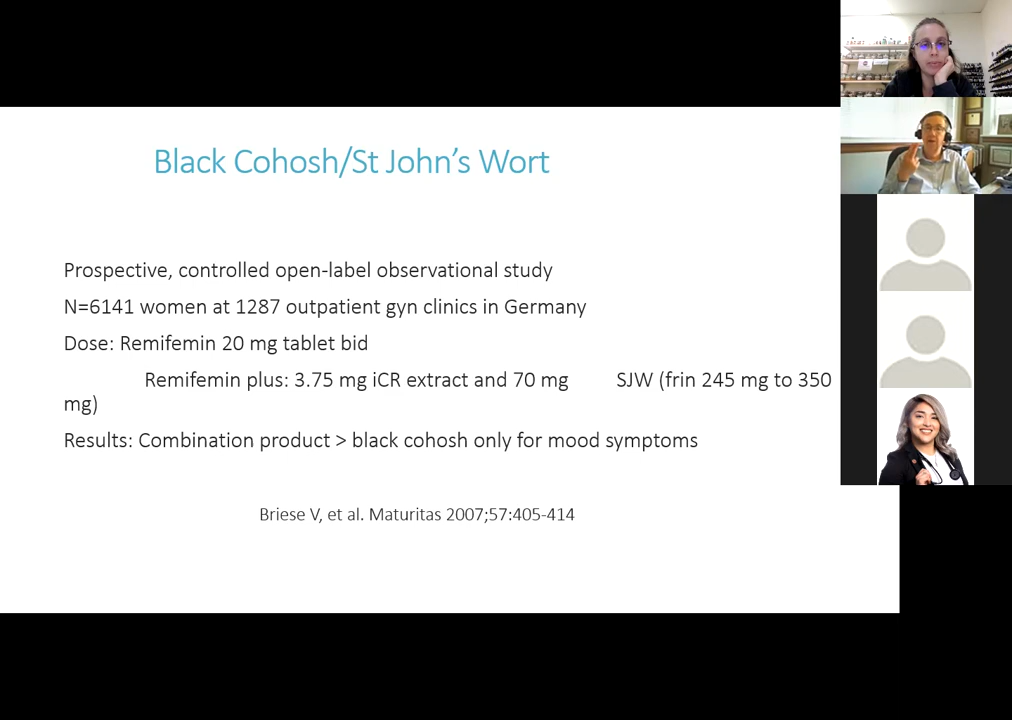 Black Cohosh/St John's Wort
Prospective, controlled open-label observational study
N=6141 women at 1287 outpatient gyn clinics in Germany
Dose: Remifemin 20 mg tablet bid
Remifemin plus: 3.75 mg iCR extract and 70 mg SJW (frin 245 mg to 350
mg)
Results: Combination product > black cohosh only for mood symptoms
Briese V, et al. Maturitas 2007;57:405-414